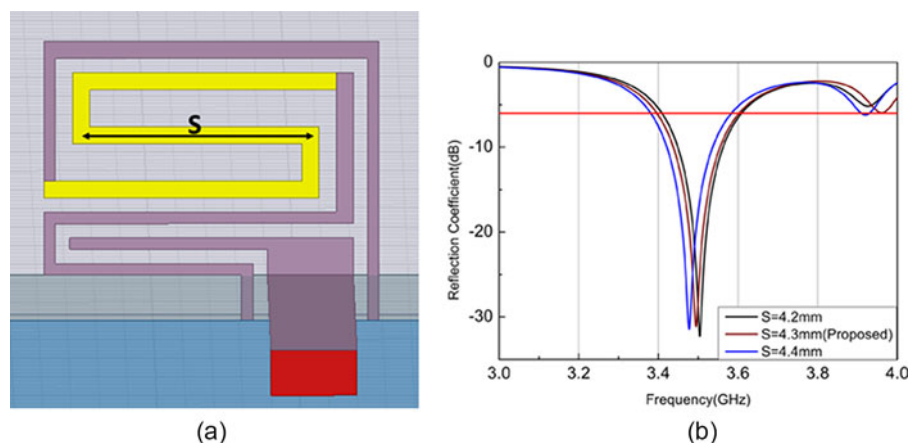 S
(a)
Reflection Coefficient(dB)
0
-10
-20
-30
S=4.2mm
S=4.3mm(Proposed)
S=4.4mm
3.0 3.2 3.4 3.6 3.8 4.0
Frequency(GHz)
(b)